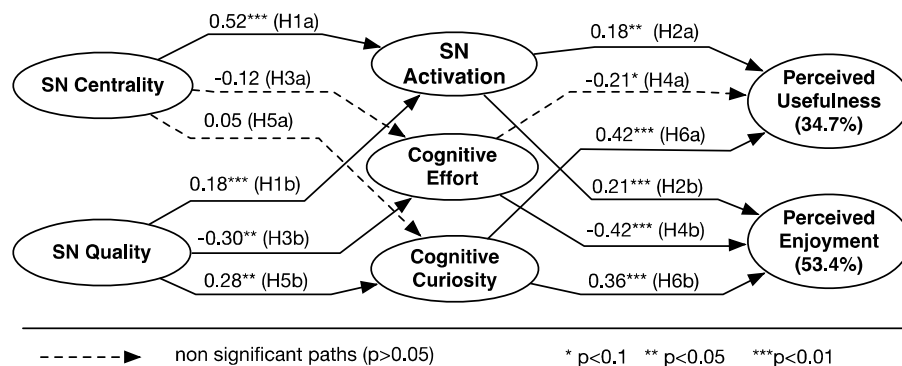 0.52*** (H1a)
0.18** (H2a)
SN
Activation
SN Centrality
-0.12 (H3a)
-0.21* (H4a)
Perceived
Usefulness
(34.7%)
0.05 (H5a)
0.42*** (H6a)
Cognitive
Effort
0.18*** (H1b)
0.21*** (H2b)
SN Quality
-0.30** (H3b)
-0.42*** (H4b)
Perceived
Enjoyment
(53.4%)
Cognitive
Curiosity
0.28** (H5b)
0.36*** (H6b)
non significant paths (p>0.05)
* p<0.1 ** p<0.05 ***p<0.01